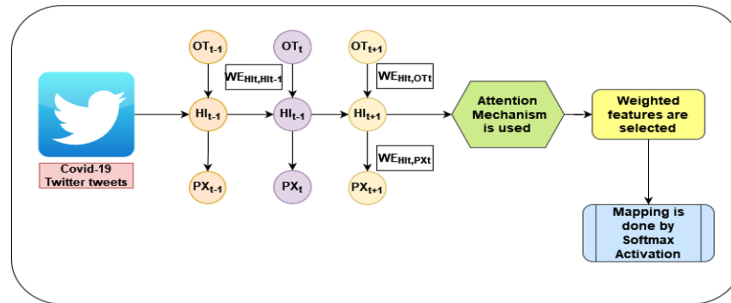 OTt-1
OTt
OTt+1
WEHIt,HIt-1
WEHIt,OTt
HIt-1
HIt-1
HIt+1
WEHIt,PXt
PXt-1
PXt
PXt+1
Covid-19
Twitter tweets
Attention
Mechanism
is used
Weighted
features are
selected
Mapping is
done by
Softmax
Activation